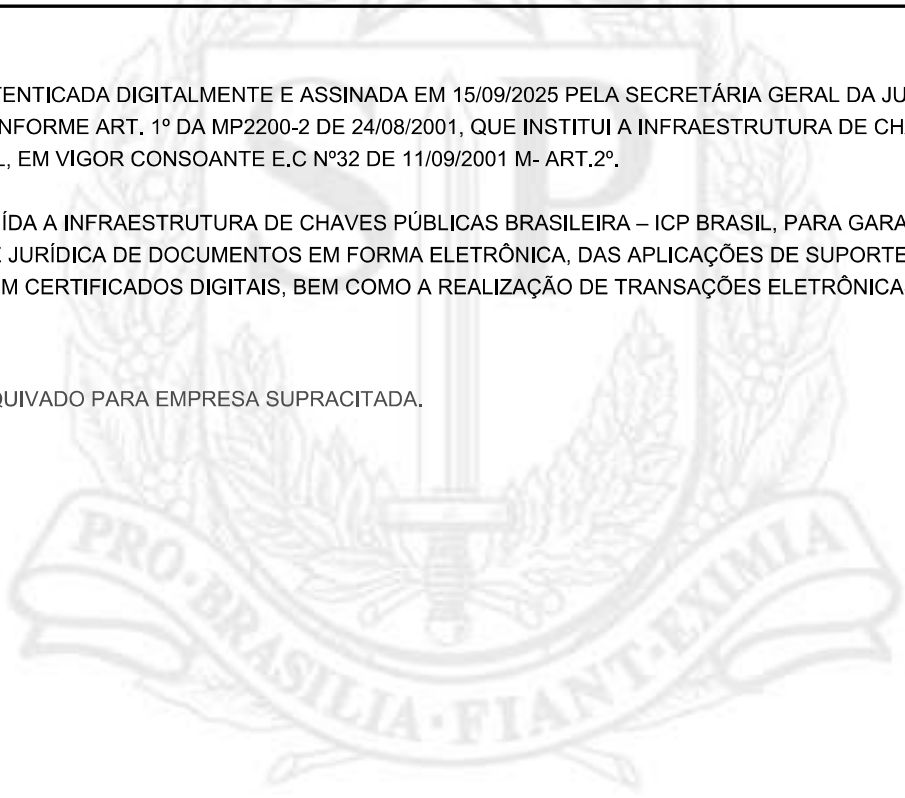 TENTICADA DIGITALMENTE E ASSINADA EM 15/09/2025 PELA SECRETÁRIA GERAL DA JU
NFORME ART. 1º DA MP2200-2 DE 24/08/2001, QUE INSTITUI A INFRAESTRUTURA DE CHA
L, EM VIGOR CONSOANTE E.C Nº32 DE 11/09/2001 M- ART.2º.
ÍDA A INFRAESTRUTURA DE CHAVES PÚBLICAS BRASILEIRA – ICP BRASIL, PARA GARA
E JURÍDICA DE DOCUMENTOS EM FORMA ELETRÔNICA, DAS APLICAÇÕES DE SUPORTE
M CERTIFICADOS DIGITAIS, BEM COMO A REALIZAÇÃO DE TRANSAÇÕES ELETRÔNICAS
QUIVADO PARA EMPRESA SUPRACITADA.
SP
PRO·BRASILIA·FIANT·EXIMIA